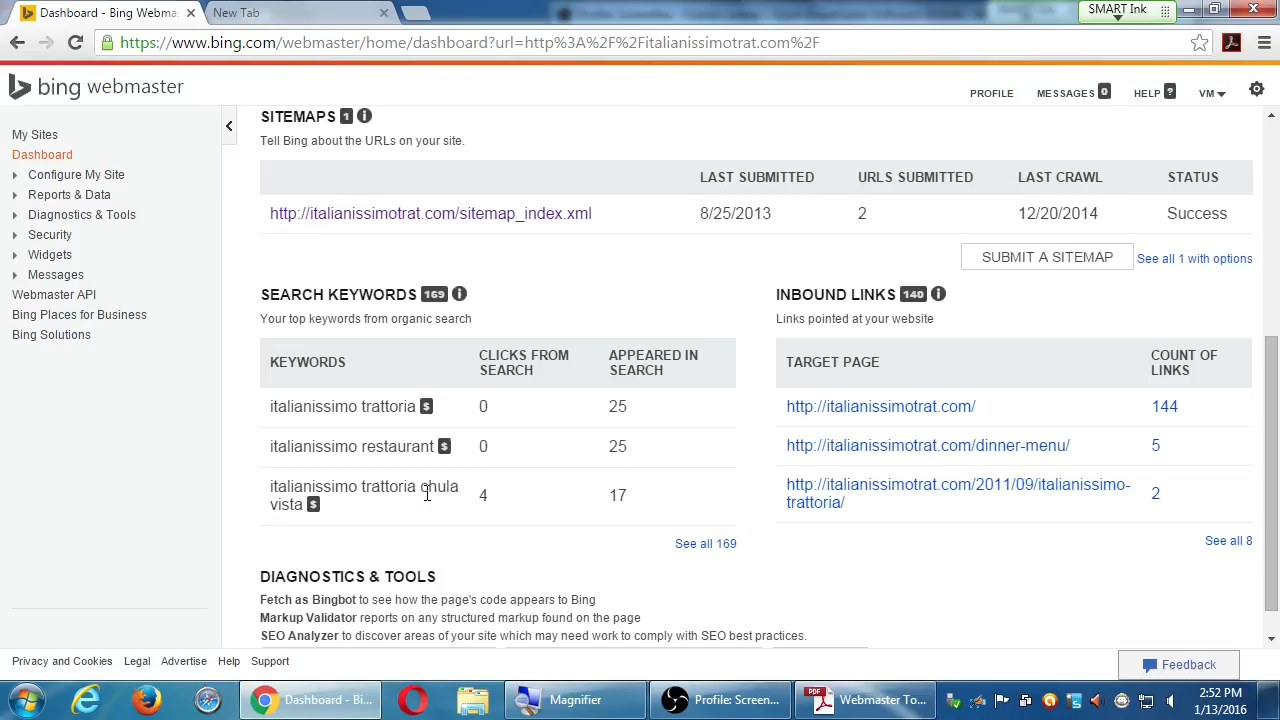 Dashboard - Bing Webmas
New Tab
SMART Ink
https://www.bing.com/webmaster/home/dashboard?url=http%3A%2F%2Fitalianissimotrat.com%2F
bing webmaster
PROFILE
MESSAGES 0
HELP ?
VM
My Sites
Dashboard
Configure My Site
Reports & Data
Diagnostics & Tools
Security
Widgets
Messages
Webmaster API
Bing Places for Business
Bing Solutions
SITEMAPS 1
Tell Bing about the URLs on your site.
LAST SUBMITTED URLS SUBMITTED LAST CRAWL STATUS
http://italianissimotrat.com/sitemap_index.xml 8/25/2013 2 12/20/2014 Success
SUBMIT A SITEMAP See all 1 with options
SEARCH KEYWORDS 169
Your top keywords from organic search
KEYWORDS
CLICKS FROM
SEARCH
APPEARED IN
SEARCH
italianissimo trattoria $ 0 25
italianissimo restaurant $ 0 25
italianissimo trattoria chula
vista $
4 17
See all 169
INBOUND LINKS 140
Links pointed at your website
TARGET PAGE
COUNT OF
LINKS
http://italianissimotrat.com/ 144
http://italianissimotrat.com/dinner-menu/ 5
http://italianissimotrat.com/2011/09/italianissimo-
trattoria/
2
See all 8
DIAGNOSTICS & TOOLS
Fetch as Bingbot to see how the page's code appears to Bing
Markup Validator reports on any structured markup found on the page
SEO Analyzer to discover areas of your site which may need work to comply with SEO best practices.
Privacy and Cookies Legal Advertise Help Support
Feedback
Dashboard - Bi...
Magnifier
Profile: Screen...
PDF
Webmaster To...
2:52 PM
1/13/2016